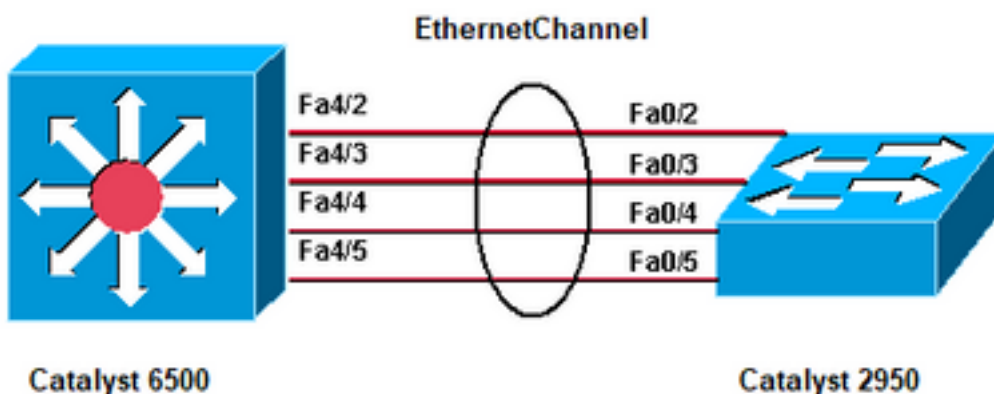 EthernetChannel
Fa4/2
Fa0/2
Fa4/3
Fa0/3
Fa4/4
Fa0/4
Fa4/5
Fa0/5
Catalyst 6500
Catalyst 2950